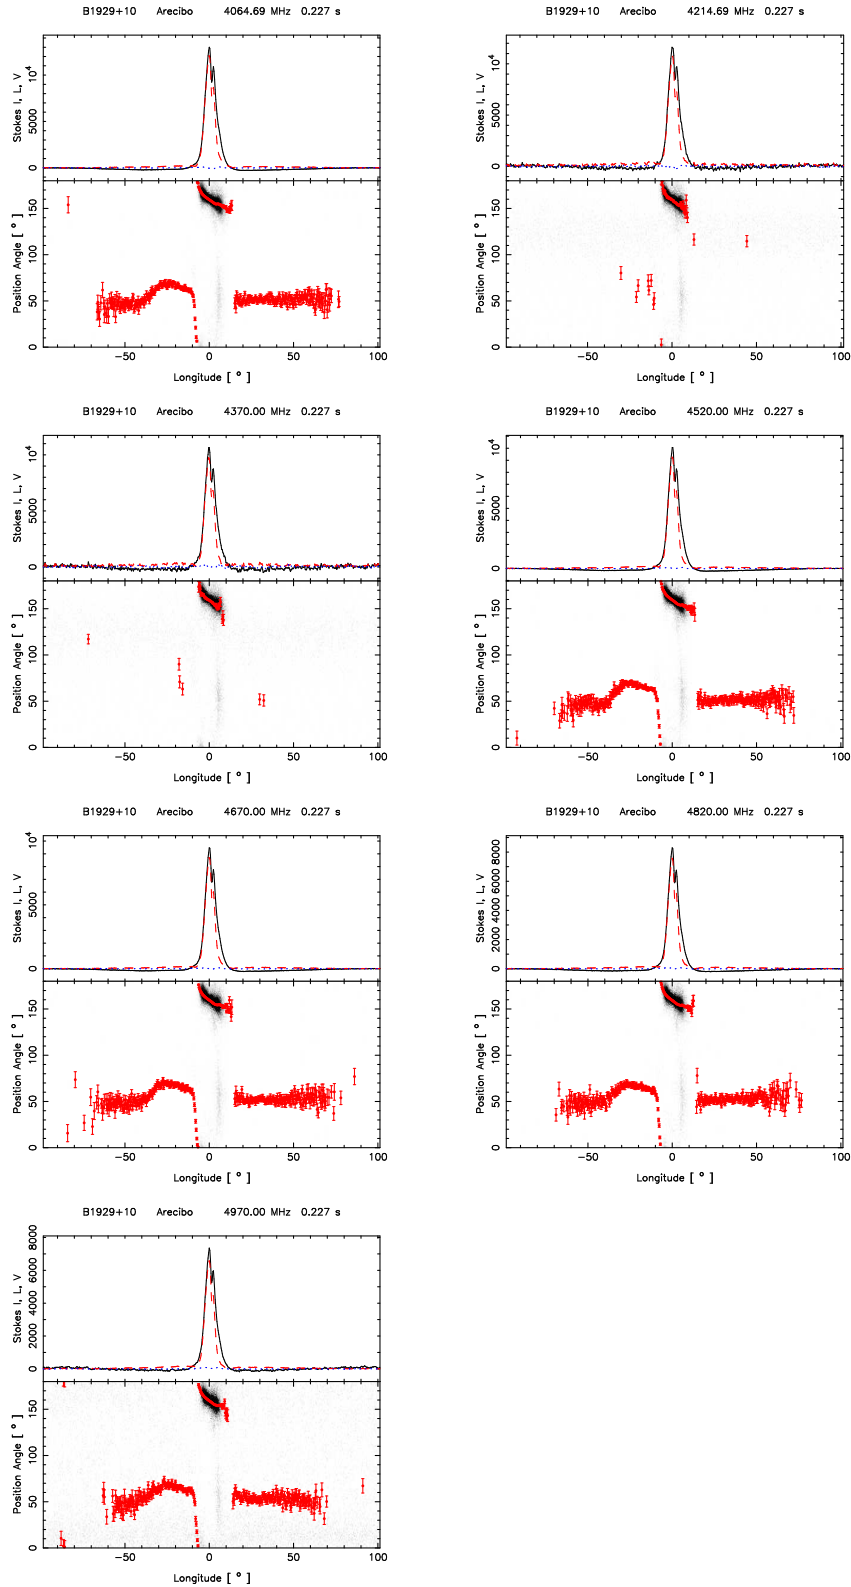 B1929+10 Arecibo 4064.69 MHz 0.227 s
Stokes I, L, V
0 5000 10⁴
Position Angle [ ° ]
0 50 100 150
−50 0 50 100
Longitude [ ° ]
B1929+10 Arecibo 4214.69 MHz 0.227 s
Stokes I, L, V
0 5000 10⁴
Position Angle [ ° ]
0 50 100 150
−50 0 50 100
Longitude [ ° ]
B1929+10 Arecibo 4370.00 MHz 0.227 s
Stokes I, L, V
0 5000 10⁴
Position Angle [ ° ]
0 50 100 150
−50 0 50 100
Longitude [ ° ]
B1929+10 Arecibo 4520.00 MHz 0.227 s
Stokes I, L, V
0 5000 10⁴
Position Angle [ ° ]
0 50 100 150
−50 0 50 100
Longitude [ ° ]
B1929+10 Arecibo 4670.00 MHz 0.227 s
Stokes I, L, V
0 5000 10⁴
Position Angle [ ° ]
0 50 100 150
−50 0 50 100
Longitude [ ° ]
B1929+10 Arecibo 4820.00 MHz 0.227 s
Stokes I, L, V
0 2000 4000 6000 8000
Position Angle [ ° ]
0 50 100 150
−50 0 50 100
Longitude [ ° ]
B1929+10 Arecibo 4970.00 MHz 0.227 s
Stokes I, L, V
0 2000 4000 6000 8000
Position Angle [ ° ]
0 50 100 150
−50 0 50 100
Longitude [ ° ]